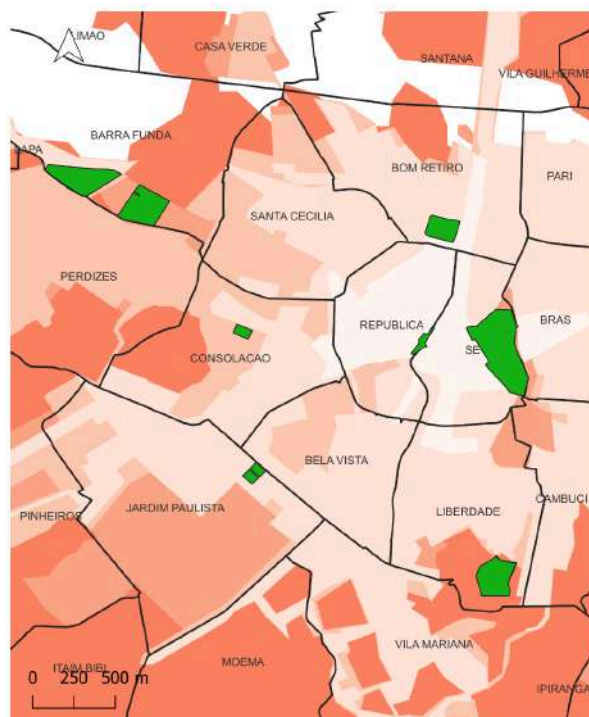 LIMAO
CASA VERDE
SANTANA
VILA GUILHERME
BARRA FUNDA
LAPA
BOM RETIRO
PARI
SANTA CECILIA
PERDIZES
REPUBLICA
BRAS
SE
CONSOLACAO
BELA VISTA
JARDIM PAULISTA
PINHEIROS
LIBERDADE
CAMBUCI
VILA MARIANA
ITAIM BIBI
MOEMA
IPIRANGA
0 250 500 m